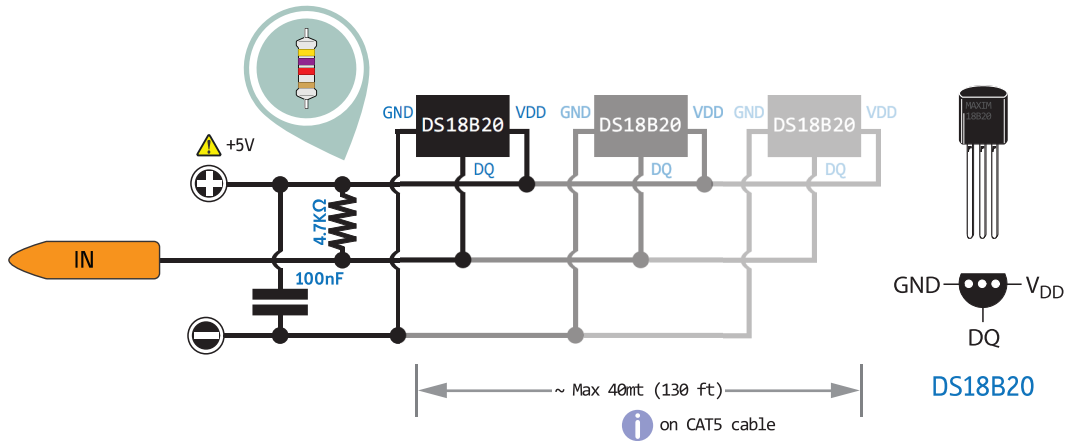 GND
DS18B20
VDD
DQ
GND
DS18B20
VDD
DQ
GND
DS18B20
VDD
DQ
+5V
4.7KΩ
IN
100nF
MAXIM
18B20
GND
VDD
DQ
DS18B20
~ Max 40mt (130 ft)
i on CAT5 cable